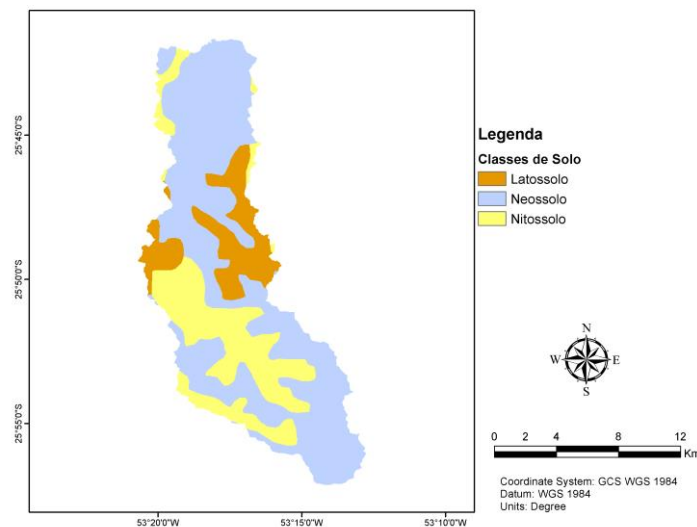 Legenda
Classes de Solo
Latossolo
Neossolo
Nitossolo
25°45'0"S
25°50'0"S
25°55'0"S
53°20'0"W
53°15'0"W
53°10'0"W
N
W
E
S
0 2 4 8 12
Km
Coordinate System: GCS WGS 1984
Datum: WGS 1984
Units: Degree